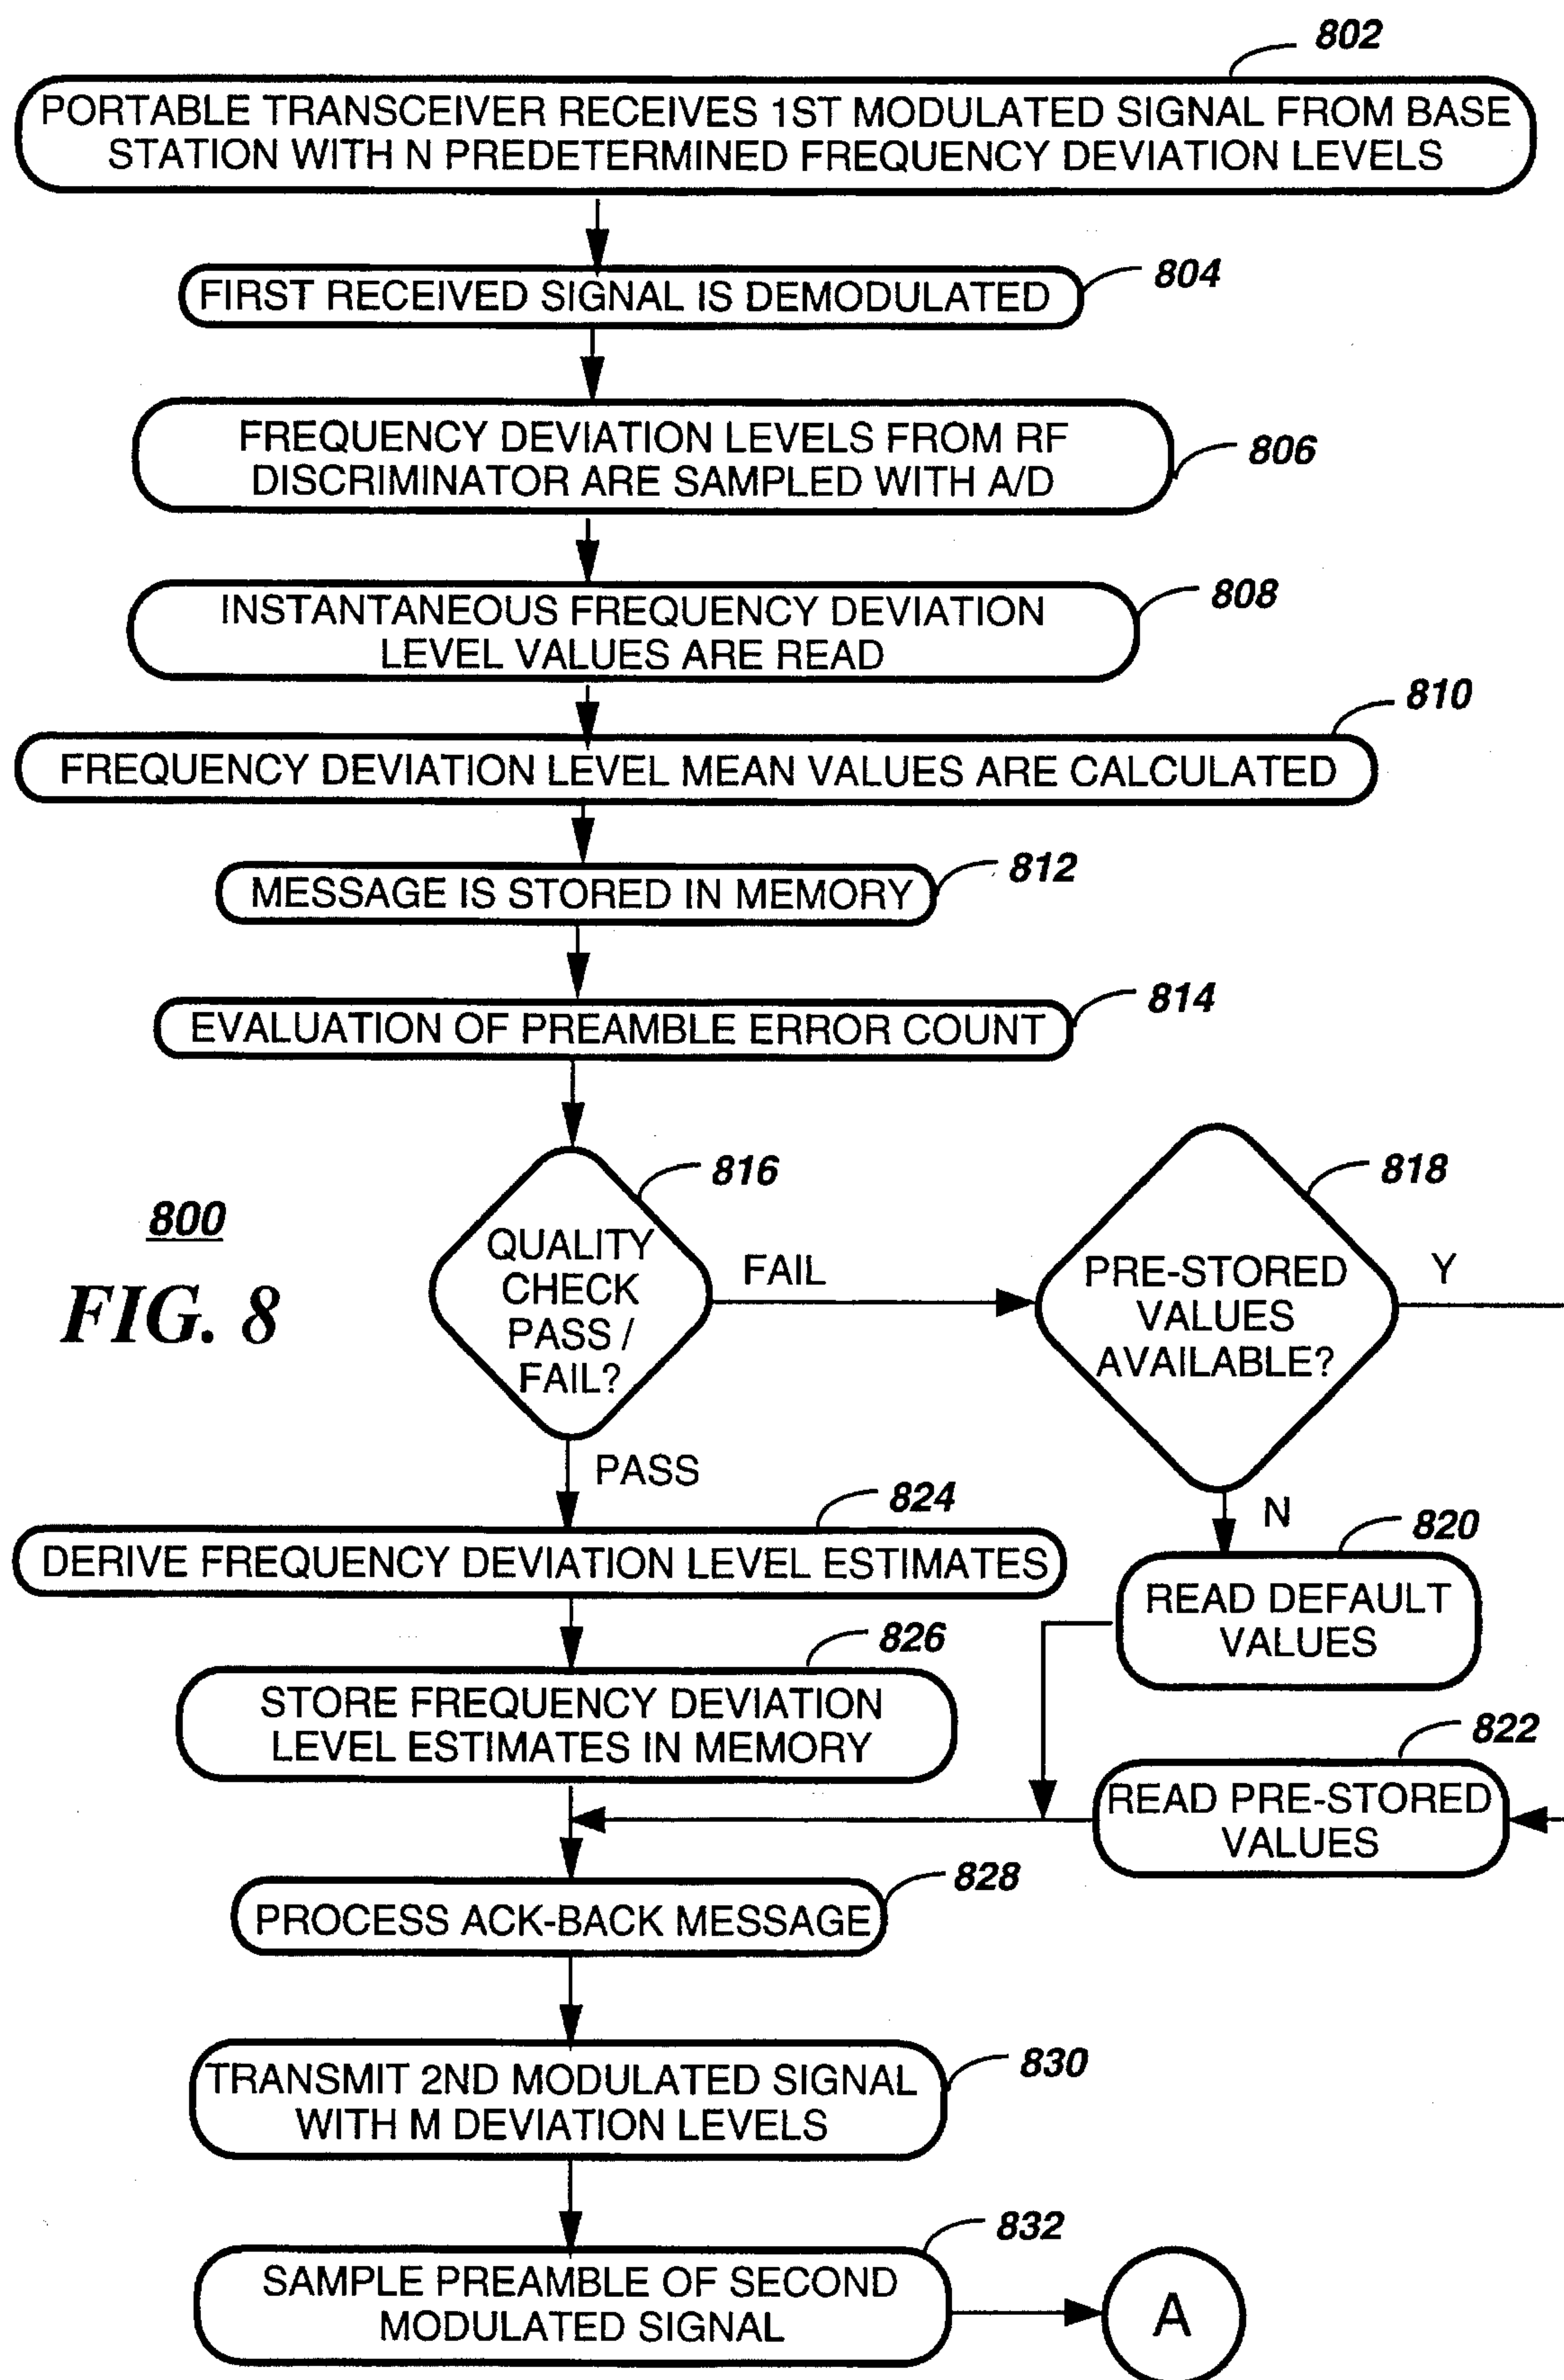 802
PORTABLE TRANSCEIVER RECEIVES 1ST MODULATED SIGNAL FROM BASE
STATION WITH N PREDETERMINED FREQUENCY DEVIATION LEVELS
804
FIRST RECEIVED SIGNAL IS DEMODULATED
FREQUENCY DEVIATION LEVELS FROM RF
DISCRIMINATOR ARE SAMPLED WITH A/D
806
808
INSTANTANEOUS FREQUENCY DEVIATION
LEVEL VALUES ARE READ
810
FREQUENCY DEVIATION LEVEL MEAN VALUES ARE CALCULATED
812
MESSAGE IS STORED IN MEMORY
814
EVALUATION OF PREAMBLE ERROR COUNT
816
QUALITY
CHECK
PASS /
FAIL?
FAIL
818
PRE-STORED
VALUES
AVAILABLE?
Y
800
FIG. 8
PASS
N
824
DERIVE FREQUENCY DEVIATION LEVEL ESTIMATES
820
READ DEFAULT
VALUES
826
STORE FREQUENCY DEVIATION
LEVEL ESTIMATES IN MEMORY
822
READ PRE-STORED
VALUES
828
PROCESS ACK-BACK MESSAGE
830
TRANSMIT 2ND MODULATED SIGNAL
WITH M DEVIATION LEVELS
832
SAMPLE PREAMBLE OF SECOND
MODULATED SIGNAL
A